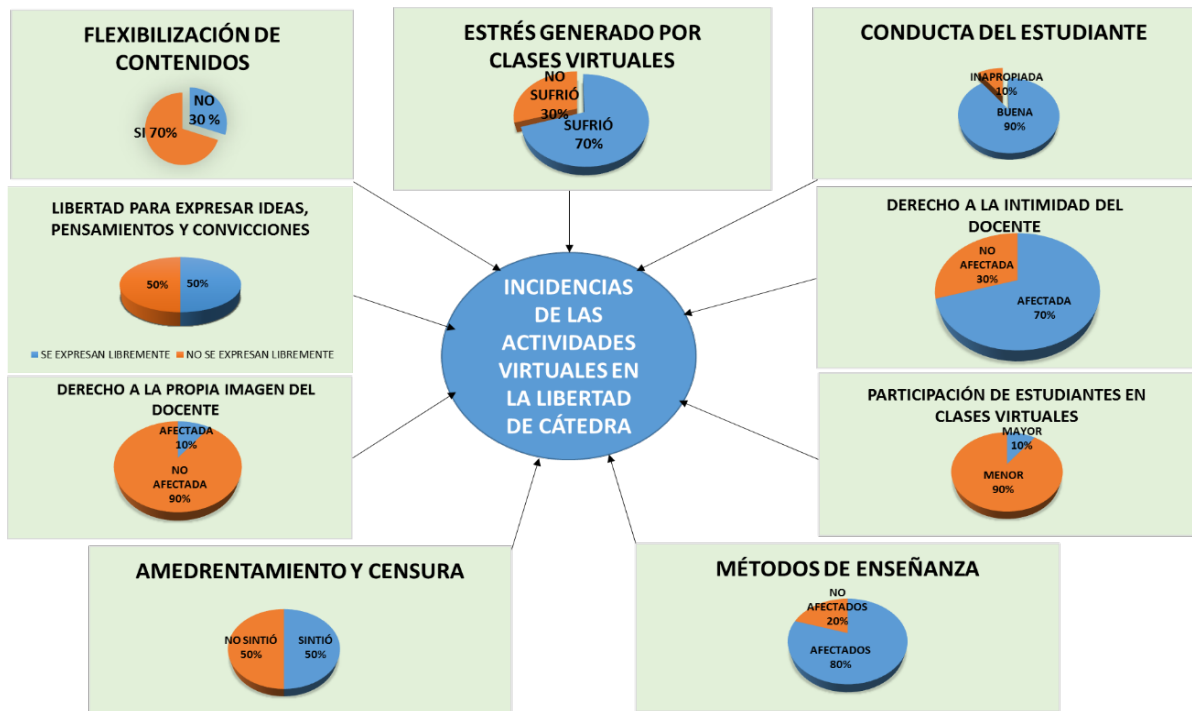 FLEXIBILIZACIÓN DE
CONTENIDOS
NO
30 %
SI 70%
ESTRÉS GENERADO POR
CLASES VIRTUALES
NO
SUFRIÓ
30%
SUFRIÓ
70%
CONDUCTA DEL ESTUDIANTE
INAPROPIADA
10%
BUENA
90%
LIBERTAD PARA EXPRESAR IDEAS,
PENSAMIENTOS Y CONVICCIONES
50%
50%
SE EXPRESAN LIBREMENTE
NO SE EXPRESAN LIBREMENTE
INCIDENCIAS
DE LAS
ACTIVIDADES
VIRTUALES EN
LA LIBERTAD
DE CÁTEDRA
DERECHO A LA INTIMIDAD DEL
DOCENTE
NO
AFECTADA
30%
AFECTADA
70%
DERECHO A LA PROPIA IMAGEN DEL
DOCENTE
AFECTADA
10%
NO
AFECTADA
90%
PARTICIPACIÓN DE ESTUDIANTES EN
CLASES VIRTUALES
MAYOR
10%
MENOR
90%
AMEDRENTAMIENTO Y CENSURA
NO SINTIÓ
50%
SINTIÓ
50%
MÉTODOS DE ENSEÑANZA
NO
AFECTADOS
20%
AFECTADOS
80%